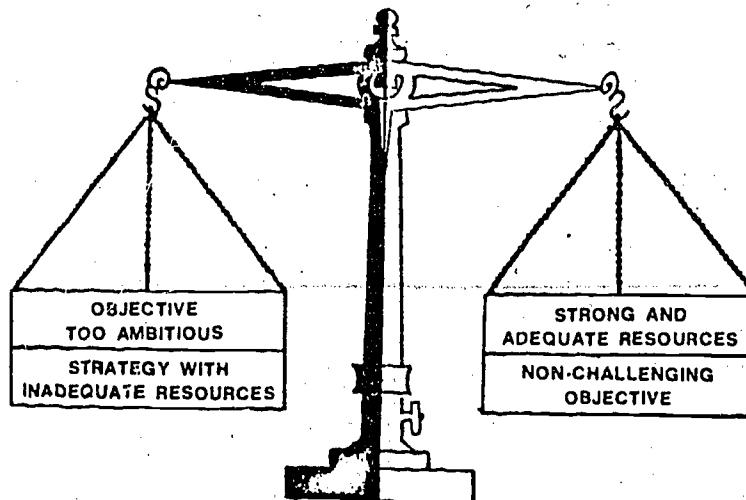 OBJECTIVE
TOO AMBITIOUS
STRATEGY WITH
INADEQUATE RESOURCES
STRONG AND
ADEQUATE RESOURCES
NON-CHALLENGING
OBJECTIVE